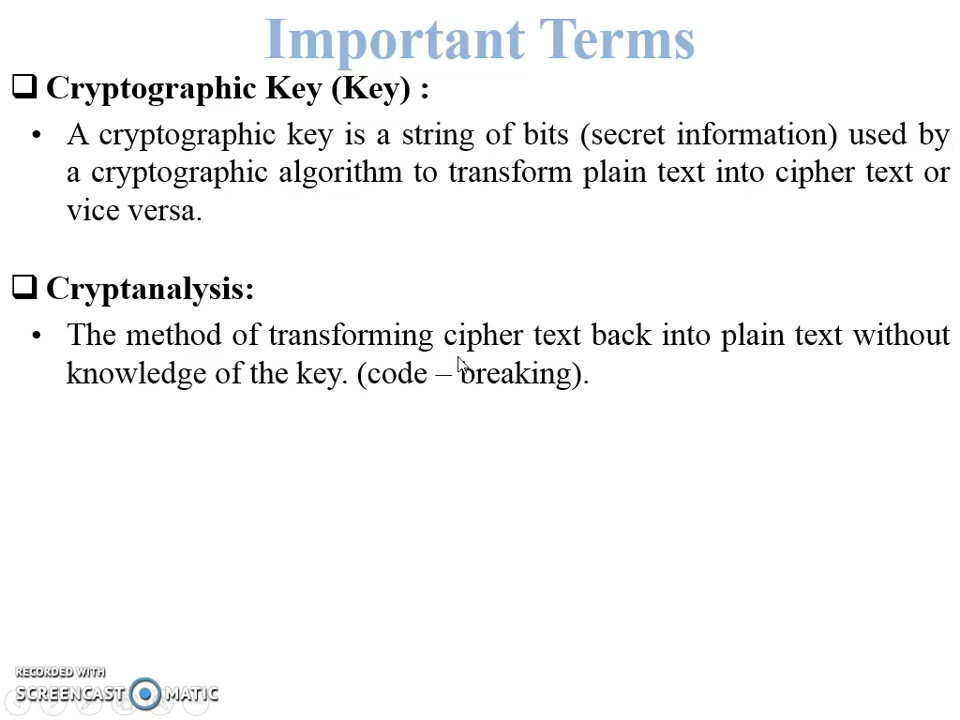 Important Terms
❑ Cryptographic Key (Key) :
• A cryptographic key is a string of bits (secret information) used by
a cryptographic algorithm to transform plain text into cipher text or
vice versa.
❑ Cryptanalysis:
• The method of transforming cipher text back into plain text without
knowledge of the key. (code – breaking).
RECORDED WITH
SCREENCAST MATIC